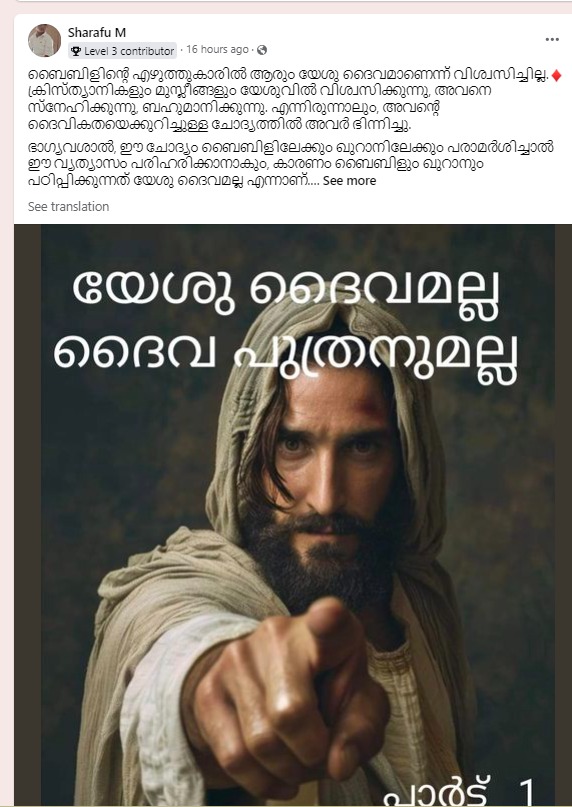 Sharafu M
Level 3 contributor · 16 hours ago ·
ബൈബിളിന്റെ എഴുത്തുകാരിൽ ആരും യേശു ദൈവമാണെന്ന് വിശ്വസിച്ചില്ല.
ക്രിസ്ത്യാനികളും മുസ്ലീങ്ങളും യേശുവിൽ വിശ്വസിക്കുന്നു, അവനെ
സ്നേഹിക്കുന്നു, ബഹുമാനിക്കുന്നു. എന്നിരുന്നാലും, അവന്റെ
ദൈവികതയെക്കുറിച്ചുള്ള ചോദ്യത്തിൽ അവർ ഭിന്നിച്ചു.
ഭാഗ്യവശാൽ, ഈ ചോദ്യം ബൈബിളിലേക്കും ഖുറാനിലേക്കും പരാമർശിച്ചാൽ
ഈ വ്യത്യാസം പരിഹരിക്കാനാകും, കാരണം ബൈബിളും ഖുറാനും
പഠിപ്പിക്കുന്നത് യേശു ദൈവമല്ല എന്നാണ്.... See more
See translation
യേശു ദൈവമല്ല
ദൈവ പുത്രനുമല്ല
പാർട്ട് 1